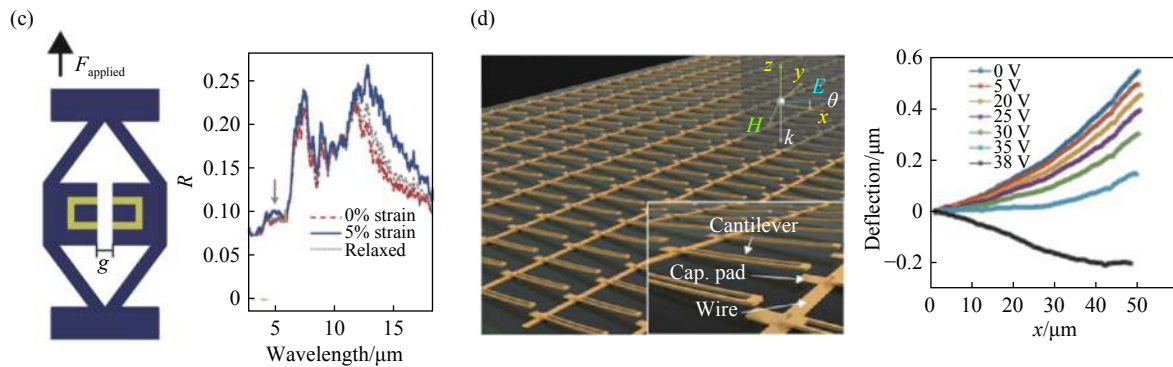 (c)
F applied
g
R
0.25
0.20
0.15
0.10
0
0% strain
5% strain
Relaxed
5
10
15
Wavelength/μm
(d)
z
y
E
θ
x
H
k
Cantilever
Cap. pad
Wire
Deflection/μm
0.6
0.4
0.2
0
−0.2
0 V
5 V
20 V
25 V
30 V
35 V
38 V
0
10
20
30
40
50
x/μm